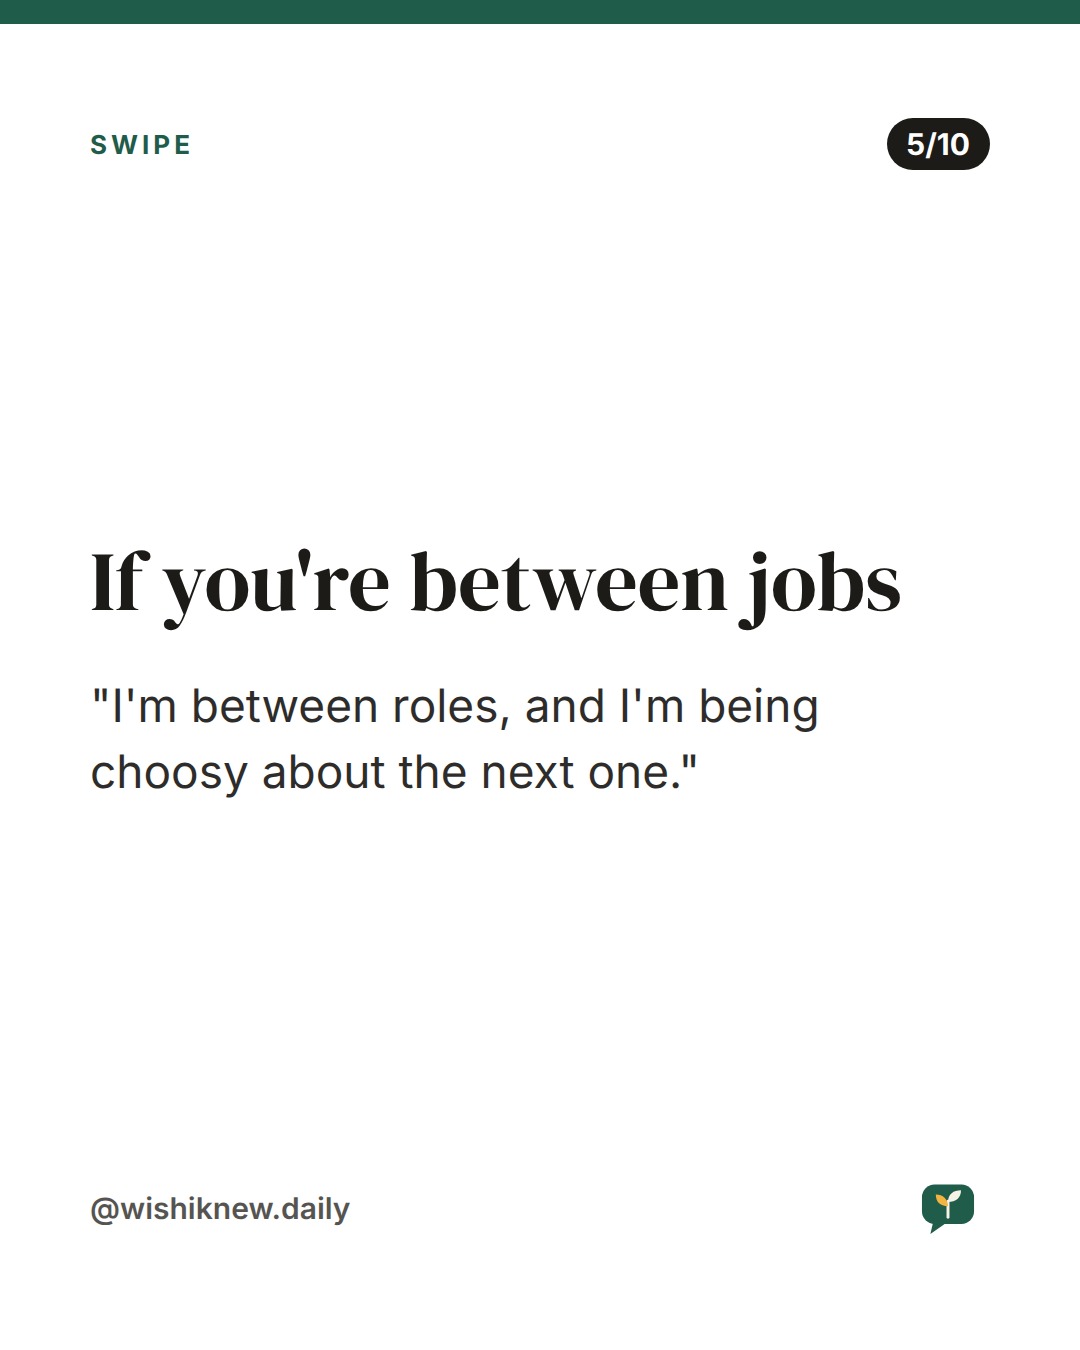 SWIPE
5/10
If you're between jobs
"I'm between roles, and I'm being
choosy about the next one."
@wishiknew.daily